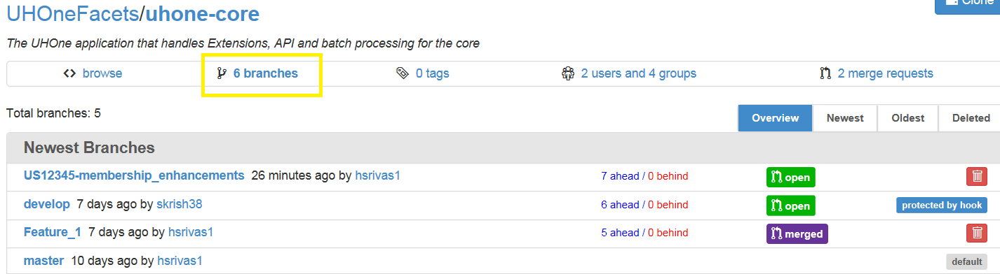 UHOneFacets/uhone-core
Clone
The UHOne application that handles Extensions, API and batch processing for the core
browse 6 branches 0 tags 2 users and 4 groups 2 merge requests
Total branches: 5
Overview Newest Oldest Deleted
Newest Branches
US12345-membership_enhancements 26 minutes ago by hsrivas1 7 ahead / 0 behind open
develop 7 days ago by skrish38 6 ahead / 0 behind open protected by hook
Feature_1 7 days ago by hsrivas1 5 ahead / 0 behind merged
master 10 days ago by hsrivas1 default